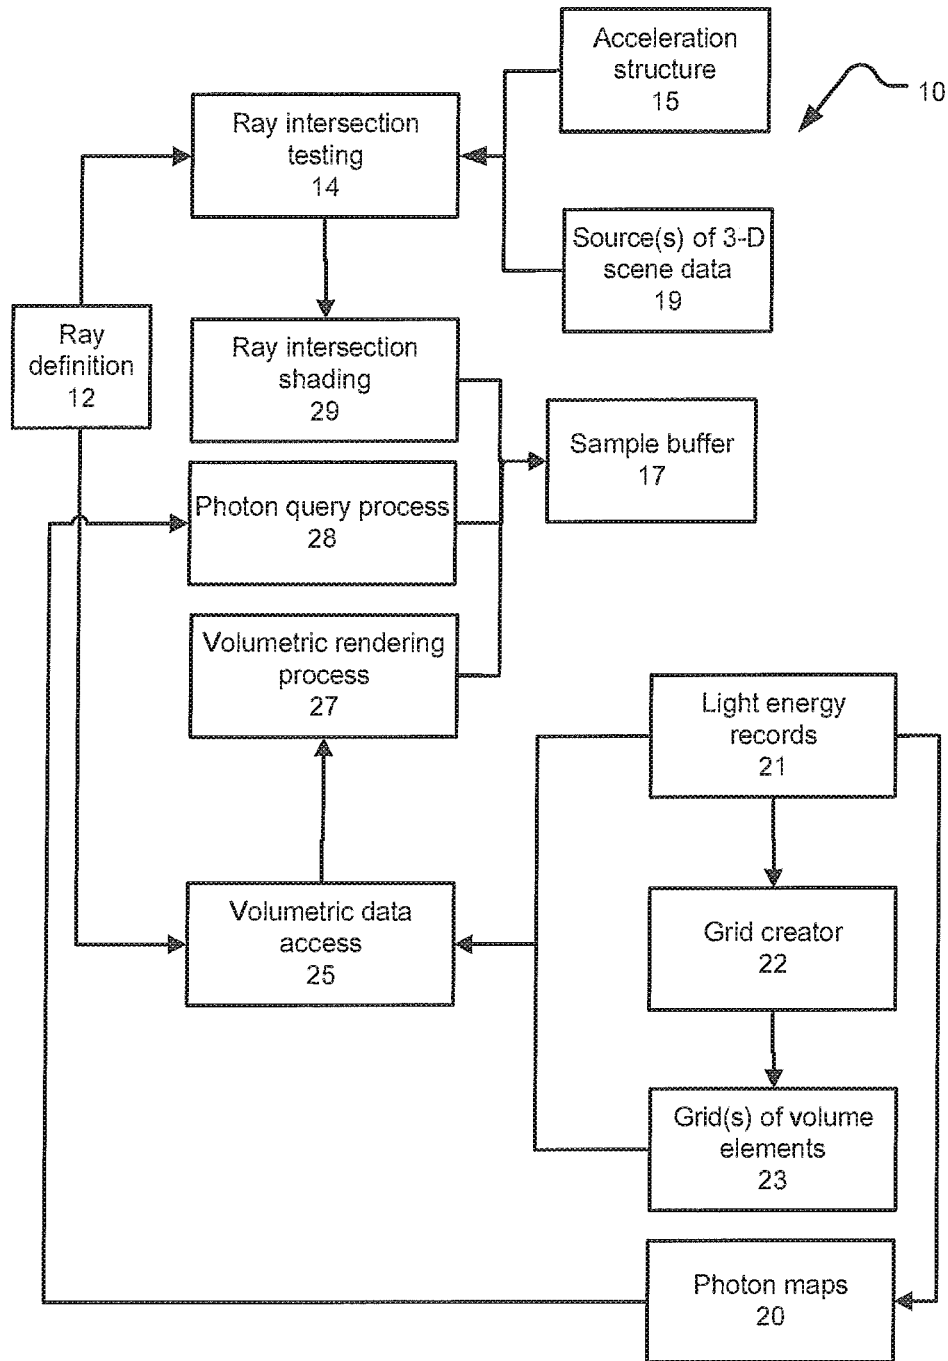 Acceleration
structure
15
10
Ray intersection
testing
14
Source(s) of 3-D
scene data
19
Ray
definition
12
Ray intersection
shading
29
Sample buffer
17
Photon query process
28
Volumetric rendering
process
27
Light energy
records
21
Volumetric data
access
25
Grid creator
22
Grid(s) of volume
elements
23
Photon maps
20